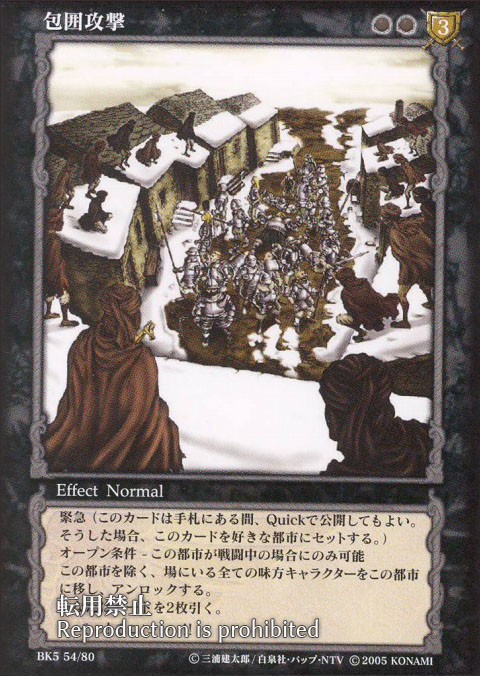 包囲攻撃
3
Effect Normal
緊急（このカードは手札にある間、Quickで公開してもよい。
そうした場合、このカードを好きな都市にセットする。）
オープン条件 - この都市が戦闘中の場合にのみ可能
この都市を除く、場にいる全ての味方キャラクターをこの都市
に移し、アンロックする。
を2枚引く。
転用禁止
Reproduction is prohibited
BK5 54/80
©三浦建太郎/白泉社・バップ・NTV ©2005 KONAMI